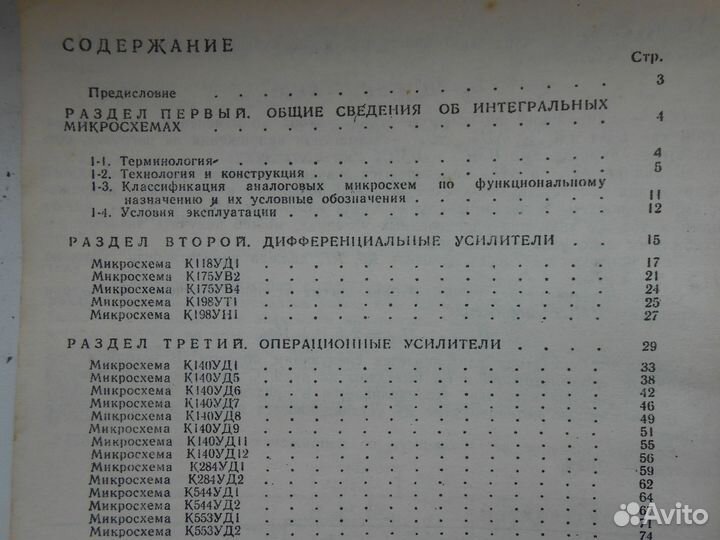 СОДЕРЖАНИЕ
Стр.
Предисловие . . . . . . . . . . . . . . . 3
РАЗДЕЛ ПЕРВЫЙ. ОБЩИЕ СВЕДЕНИЯ ОБ ИНТЕГРАЛЬНЫХ
МИКРОСХЕМАХ . . . . . . . . . . . . . . 4
1-1. Терминология . . . . . . . . . . . . . 4
1-2. Технология и конструкция . . . . . . . . . . 5
1-3. Классификация аналоговых микросхем по функциональному
назначению и их условные обозначения . . . . . . . 11
1-4. Условия эксплуатации . . . . . . . . . . . 12
РАЗДЕЛ ВТОРОЙ. ДИФФЕРЕНЦИАЛЬНЫЕ УСИЛИТЕЛИ . . 15
Микросхема К118УД1 . . . . . . . . . . . . 17
Микросхема К175УВ2 . . . . . . . . . . . . 21
Микросхема К175УВ4 . . . . . . . . . . . . 24
Микросхема К198УТ1 . . . . . . . . . . . . 25
Микросхема К198УН1 . . . . . . . . . . . . 27
РАЗДЕЛ ТРЕТИЙ. ОПЕРАЦИОННЫЕ УСИЛИТЕЛИ . . . . 29
Микросхема К140УД1 . . . . . . . . . . . . 33
Микросхема К140УД5 . . . . . . . . . . . . 38
Микросхема К140УД6 . . . . . . . . . . . . 42
Микросхема К140УД7 . . . . . . . . . . . . 46
Микросхема К140УД8 . . . . . . . . . . . . 49
Микросхема К140УД9 . . . . . . . . . . . . 51
Микросхема К140УД11 . . . . . . . . . . . . 55
Микросхема К140УД12 . . . . . . . . . . . . 56
Микросхема К284УД1 . . . . . . . . . . . . 59
Микросхема К284УД2 . . . . . . . . . . . . 62
Микросхема К544УД1 . . . . . . . . . . . . 64
Микросхема К544УД2 . . . . . . . . . . . .
Микросхема К553УД1 . . . . . . . . . . . . 71
Микросхема К553УД2 . . . . . . . . . . . . 74
Avito